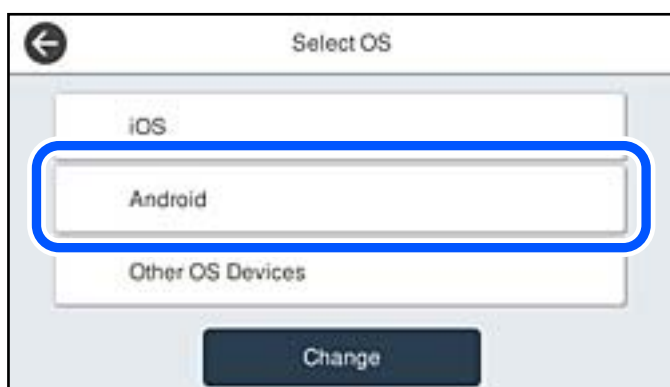 Select OS
iOS
Android
Other OS Devices
Change